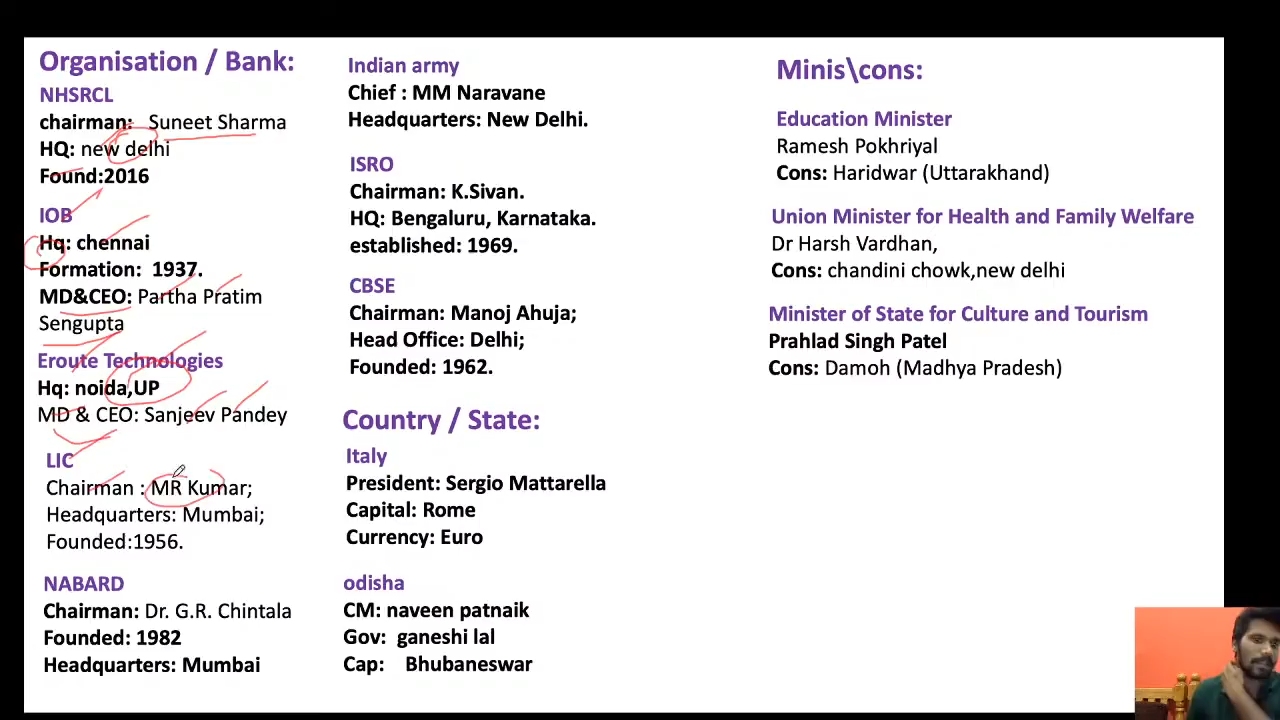 Organisation / Bank:
NHSRCL
chairman: Suneet Sharma
HQ: new delhi
Found:2016
IOB
Hq: chennai
Formation: 1937.
MD&CEO: Partha Pratim
Sengupta
Eroute Technologies
Hq: noida,UP
MD & CEO: Sanjeev Pandey
LIC
Chairman : MR Kumar;
Headquarters: Mumbai;
Founded:1956.
NABARD
Chairman: Dr. G.R. Chintala
Founded: 1982
Headquarters: Mumbai
Indian army
Chief : MM Naravane
Headquarters: New Delhi.
ISRO
Chairman: K.Sivan.
HQ: Bengaluru, Karnataka.
established: 1969.
CBSE
Chairman: Manoj Ahuja;
Head Office: Delhi;
Founded: 1962.
Country / State:
Italy
President: Sergio Mattarella
Capital: Rome
Currency: Euro
odisha
CM: naveen patnaik
Gov: ganeshi lal
Cap: Bhubaneswar
Minis\cons:
Education Minister
Ramesh Pokhriyal
Cons: Haridwar (Uttarakhand)
Union Minister for Health and Family Welfare
Dr Harsh Vardhan,
Cons: chandini chowk,new delhi
Minister of State for Culture and Tourism
Prahlad Singh Patel
Cons: Damoh (Madhya Pradesh)